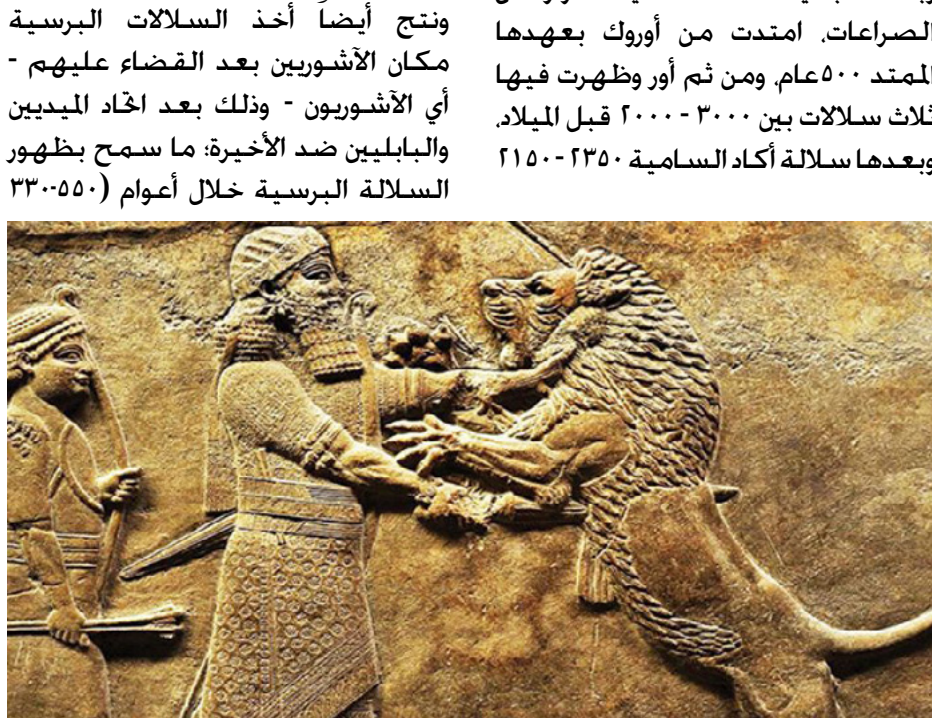 الصراعات، امتدت من أوروك بعهدها
الممتد ٥٠٠عام، ومن ثم أور وظهرت فيها
ثلاث سلالات بين ٣٠٠٠ - ٢٠٠٠ قبل الميلاد،
وبعدها سلالة أكاد السامية ٢٣٥٠ - ٢١٥٠
ونتج أيضاً أخذ السلالات البرسية
مكان الآشوريين بعد القضاء عليهم -
أي الآشوريون - وذلك بعد اتحاد الميديين
والبابليين ضد الأخيرة؛ ما سمح بظهور
السلالة البرسية خلال أعوام (٥٥٠-٣٣٠